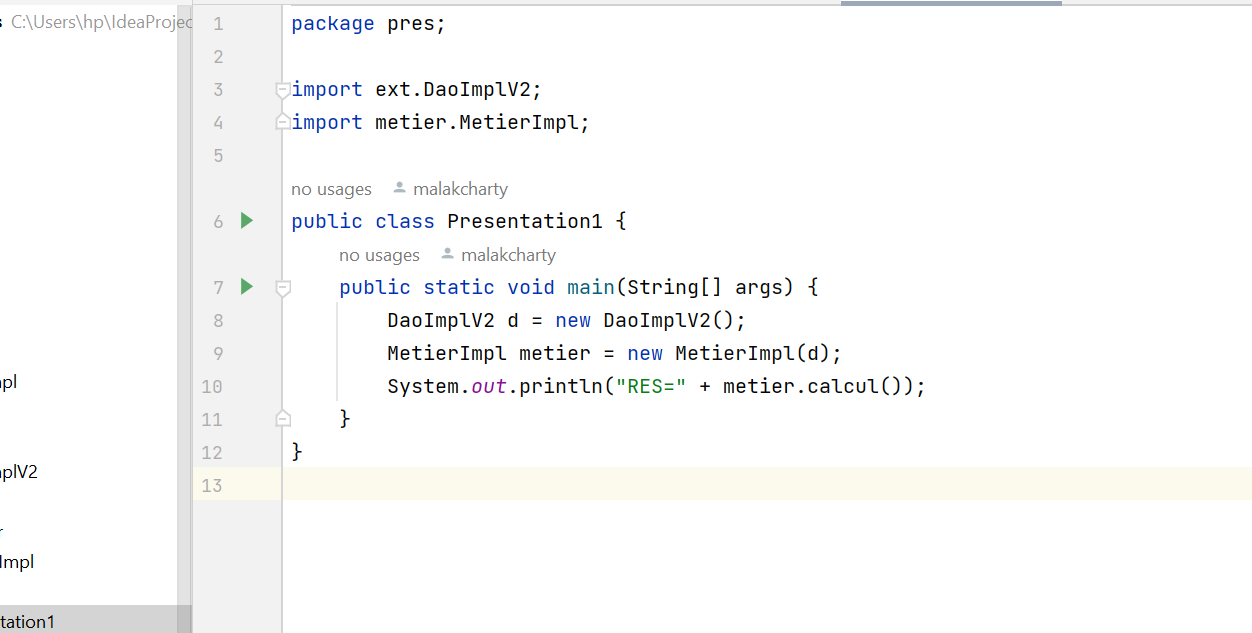 s C:\Users\hp\IdeaProjec
mpl
mplV2
r
Impl
tation1
1 package pres;
2
3 import ext.DaoImplV2;
4 import metier.MetierImpl;
5
no usages malakcharty
6 public class Presentation1 {
no usages malakcharty
7 public static void main(String[] args) {
8 DaoImplV2 d = new DaoImplV2();
9 MetierImpl metier = new MetierImpl(d);
10 System.out.println("RES=" + metier.calcul());
11 }
12 }
13